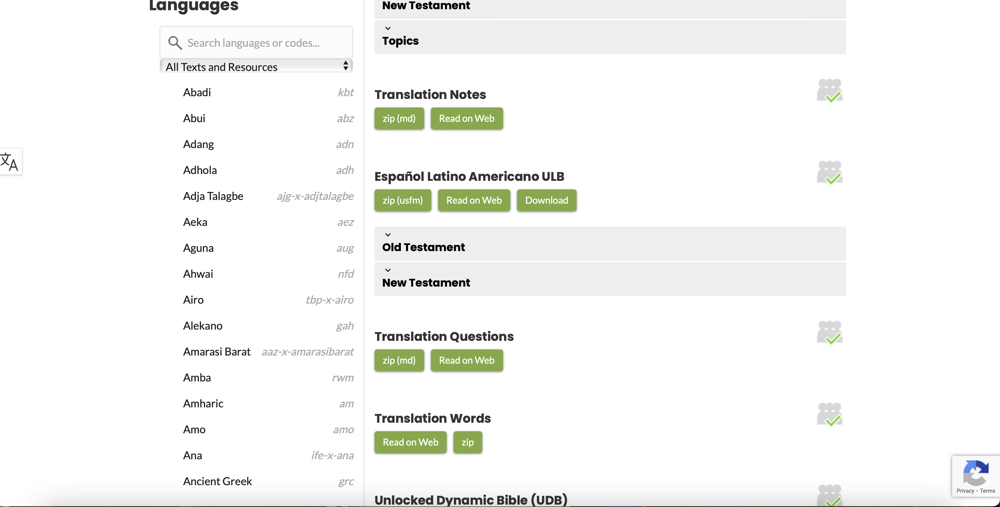 Languages
Search languages or codes...
All Texts and Resources
Abadi kbt
Abui abz
Adang adn
Adhola adh
Adja Talagbe ajg-x-adjtalagbe
Aeka aez
Aguna aug
Ahwai nfd
Airo tbp-x-airo
Alekano gah
Amarasi Barat aaz-x-amarasibarat
Amba rwm
Amharic am
Amo amo
Ana ife-x-ana
Ancient Greek grc
New Testament
Topics
Translation Notes
zip (md) Read on Web
Español Latino Americano ULB
zip (usfm) Read on Web Download
Old Testament
New Testament
Translation Questions
zip (md) Read on Web
Translation Words
Read on Web zip
Unlocked Dynamic Bible (UDB)
文A
Privacy - Terms